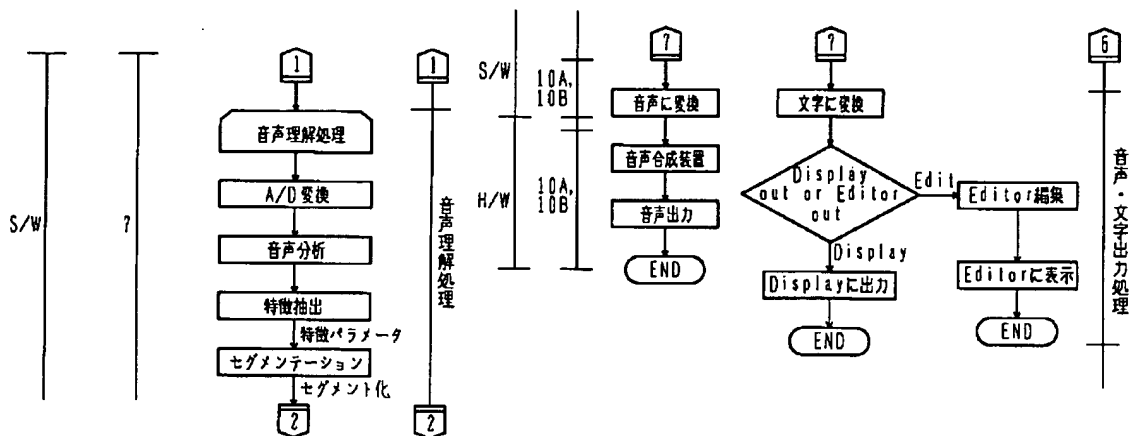 S/W
7
1
音声理解処理
A/D変換
音声分析
特徴抽出
特徴パラメータ
セグメンテーション
セグメント化
2
1
音声理解処理
2
S/W
H/W
10A,
10B
10A,
10B
7
音声に変換
音声合成装置
音声出力
END
7
文字に変換
Display
out or Editor
out
Edit
Display
Displayに出力
END
Editor編集
Editorに表示
END
6
音声・文字出力処理